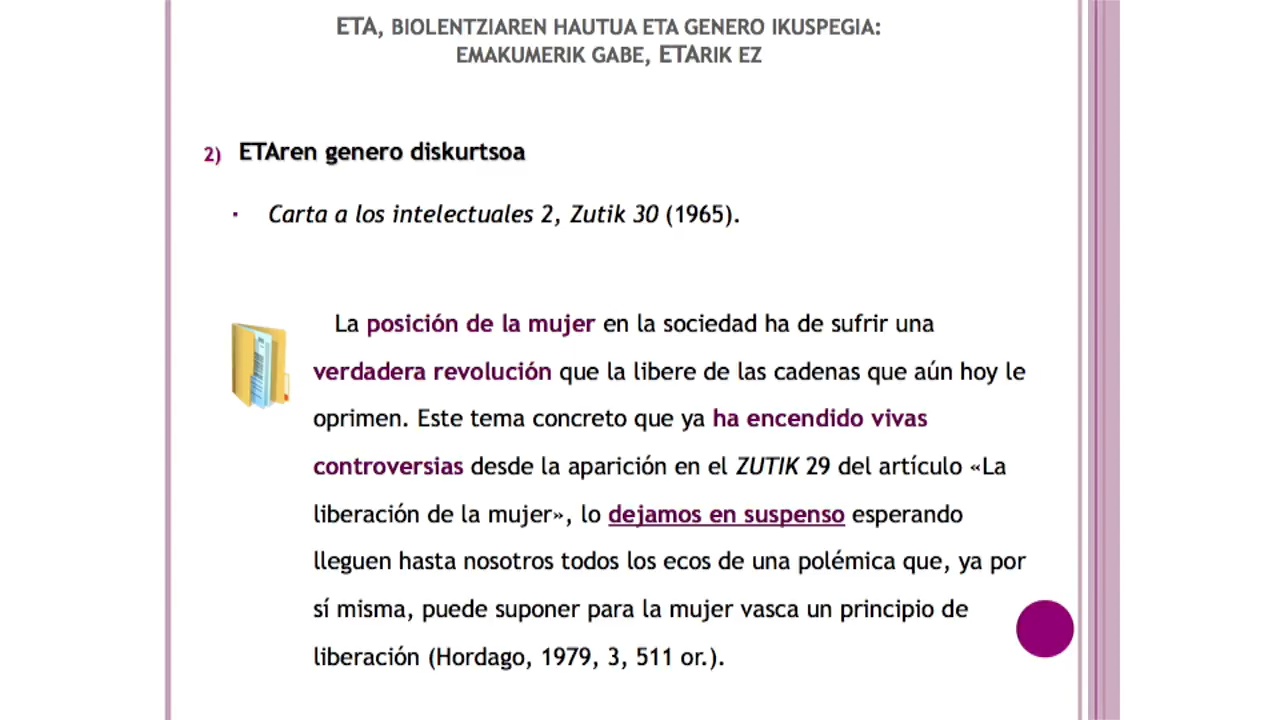 ETA, BIOLENTZIAREN HAUTUA ETA GENERO IKUSPEGIA:
EMAKUMERIK GABE, ETARIK EZ
2) ETAren genero diskurtsoa
▪ Carta a los intelectuales 2, Zutik 30 (1965).
La posición de la mujer en la sociedad ha de sufrir una
verdadera revolución que la libere de las cadenas que aún hoy le
oprimen. Este tema concreto que ya ha encendido vivas
controversias desde la aparición en el ZUTIK 29 del artículo «La
liberación de la mujer», lo dejamos en suspenso esperando
lleguen hasta nosotros todos los ecos de una polémica que, ya por
sí misma, puede suponer para la mujer vasca un principio de
liberación (Hordago, 1979, 3, 511 or.).